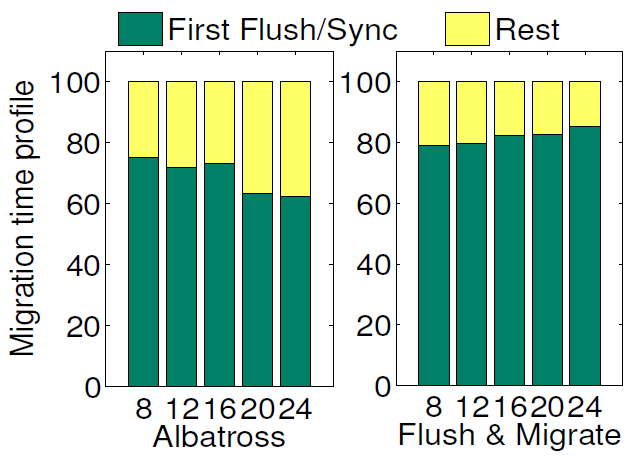 First Flush/Sync Rest
Migration time profile
100
80
60
40
20
0
8 12 16 20 24
Albatross
100
80
60
40
20
0
8 12 16 20 24
Flush & Migrate